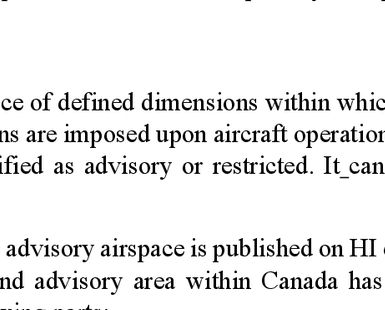 ce of defined dimensions within whic
ns are imposed upon aircraft operation
ified as advisory or restricted. It_can
advisory airspace is published on HI
nd advisory area within Canada has